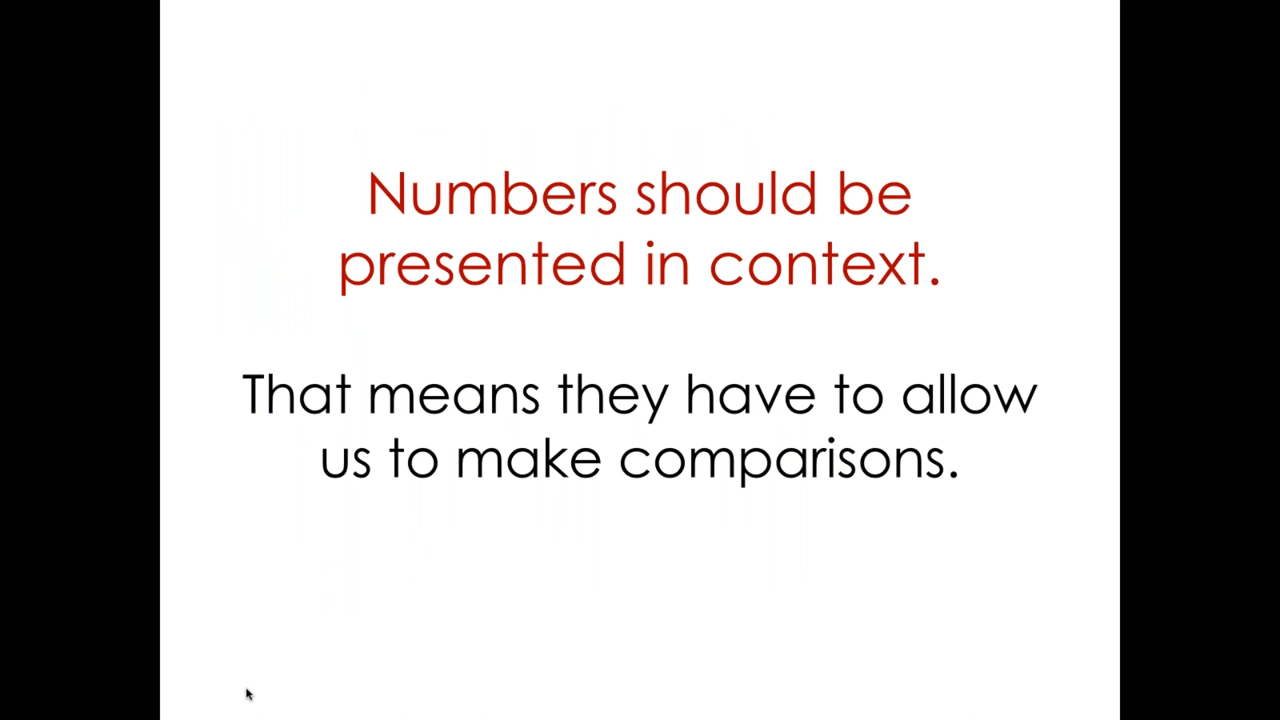 Numbers should be
presented in context.
That means they have to allow
us to make comparisons.